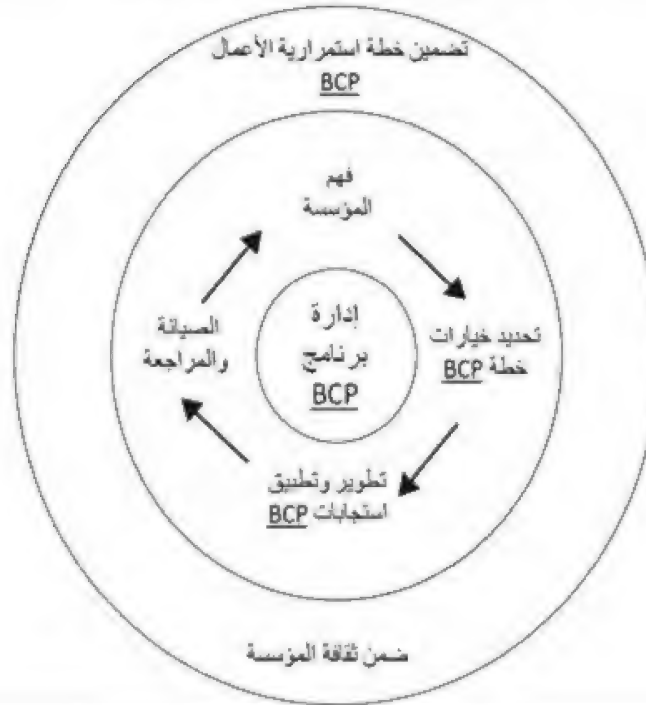 تضمين خطة استمرارية الأعمال
BCP
فهم
المؤسسة
تحديد خيارات
خطة BCP
تطوير وتطبيق
استجابات BCP
الصيانة
والمراجعة
إدارة
برنامج
BCP
ضمن ثقافة المؤسسة